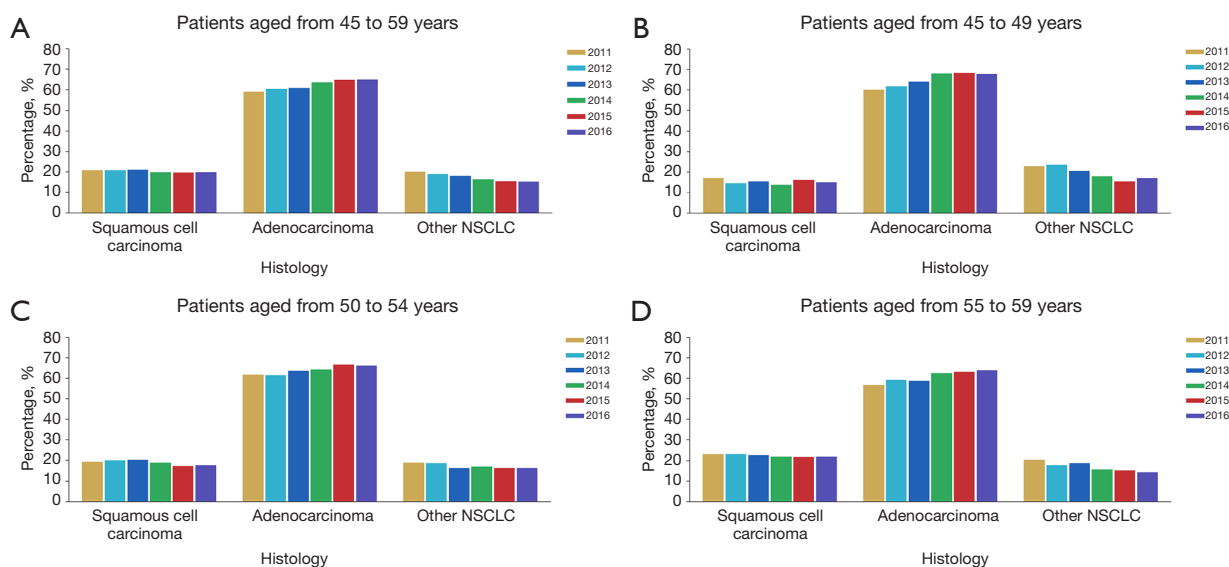 A
Patients aged from 45 to 59 years
Percentage, %
80
70
60
50
40
30
20
10
0
Squamous cell
carcinoma
Adenocarcinoma
Other NSCLC
Histology
2011
2012
2013
2014
2015
2016
B
Patients aged from 45 to 49 years
Percentage, %
80
70
60
50
40
30
20
10
0
Squamous cell
carcinoma
Adenocarcinoma
Other NSCLC
Histology
2011
2012
2013
2014
2015
2016
C
Patients aged from 50 to 54 years
Percentage, %
80
70
60
50
40
30
20
10
0
Squamous cell
carcinoma
Adenocarcinoma
Other NSCLC
Histology
2011
2012
2013
2014
2015
2016
D
Patients aged from 55 to 59 years
Percentage, %
80
70
60
50
40
30
20
10
0
Squamous cell
carcinoma
Adenocarcinoma
Other NSCLC
Histology
2011
2012
2013
2014
2015
2016